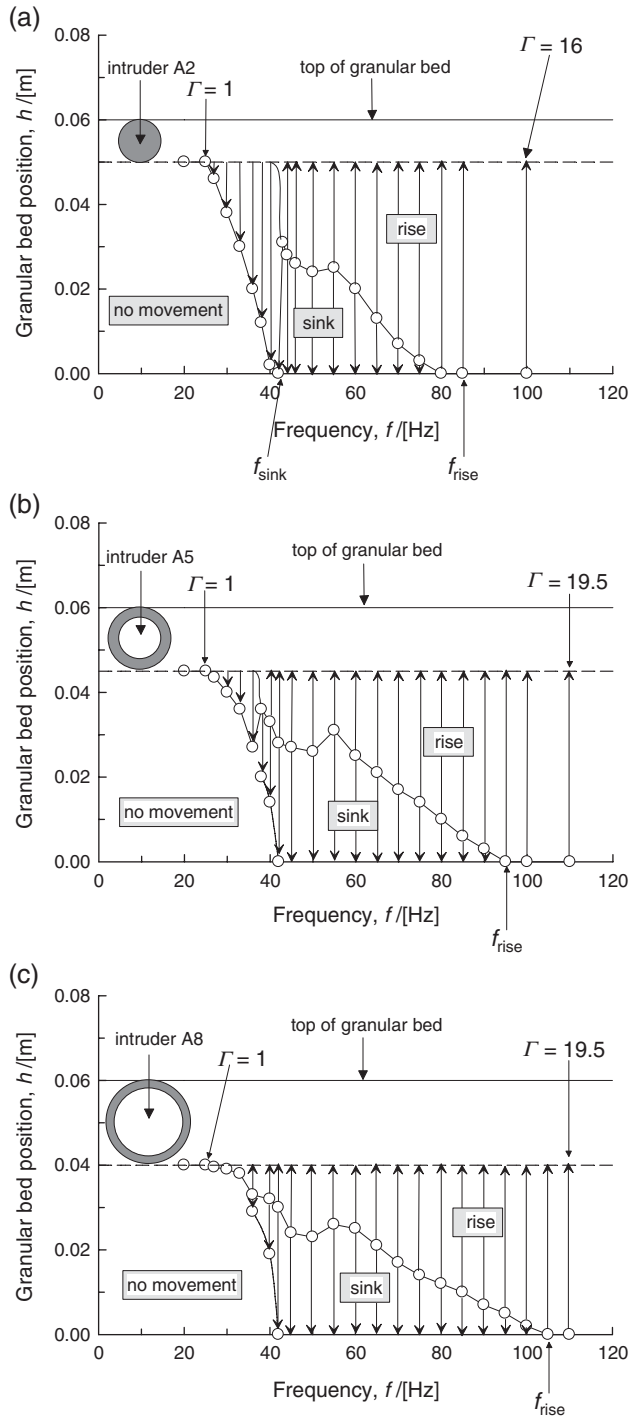 (a)
0.08
Γ = 16
intruder A2
Γ = 1
top of granular bed
0.06
0.04
rise
0.02
no movement
sink
0.00
0 20 40 60 80 100 120
Granular bed position, h /[m]
Frequency, f /[Hz]
fsink
frise
(b)
0.08
intruder A5
top of granular bed
Γ = 1
Γ = 19.5
0.06
0.04
rise
0.02
no movement
sink
0.00
0 20 40 60 80 100 120
Granular bed position, h /[m]
Frequency, f /[Hz]
frise
(c)
0.08
intruder A8
top of granular bed
Γ = 1
Γ = 19.5
0.06
0.04
rise
0.02
no movement
sink
0.00
0 20 40 60 80 100 120
Granular bed position, h /[m]
Frequency, f /[Hz]
frise